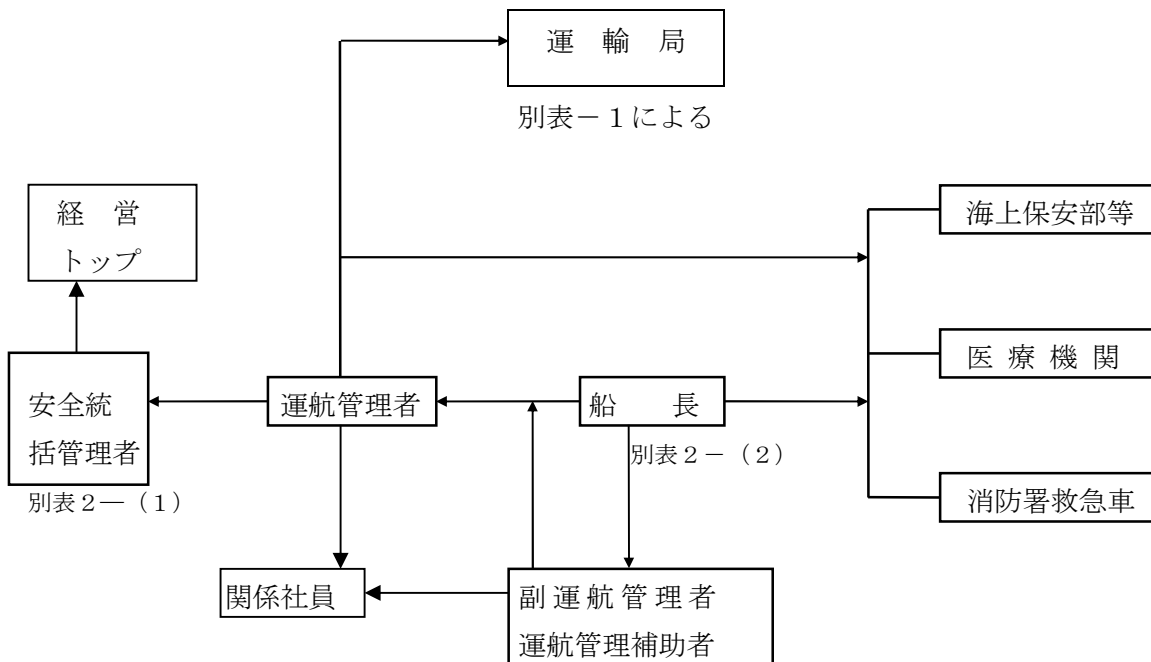 運 輸 局
別表－１による
経 営
トップ
海上保安部等
医 療 機 関
安全統
括管理者
運航管理者
船 長
別表２－（２）
別表２―（１）
消防署救急車
関係社員
副運航管理者
運航管理補助者